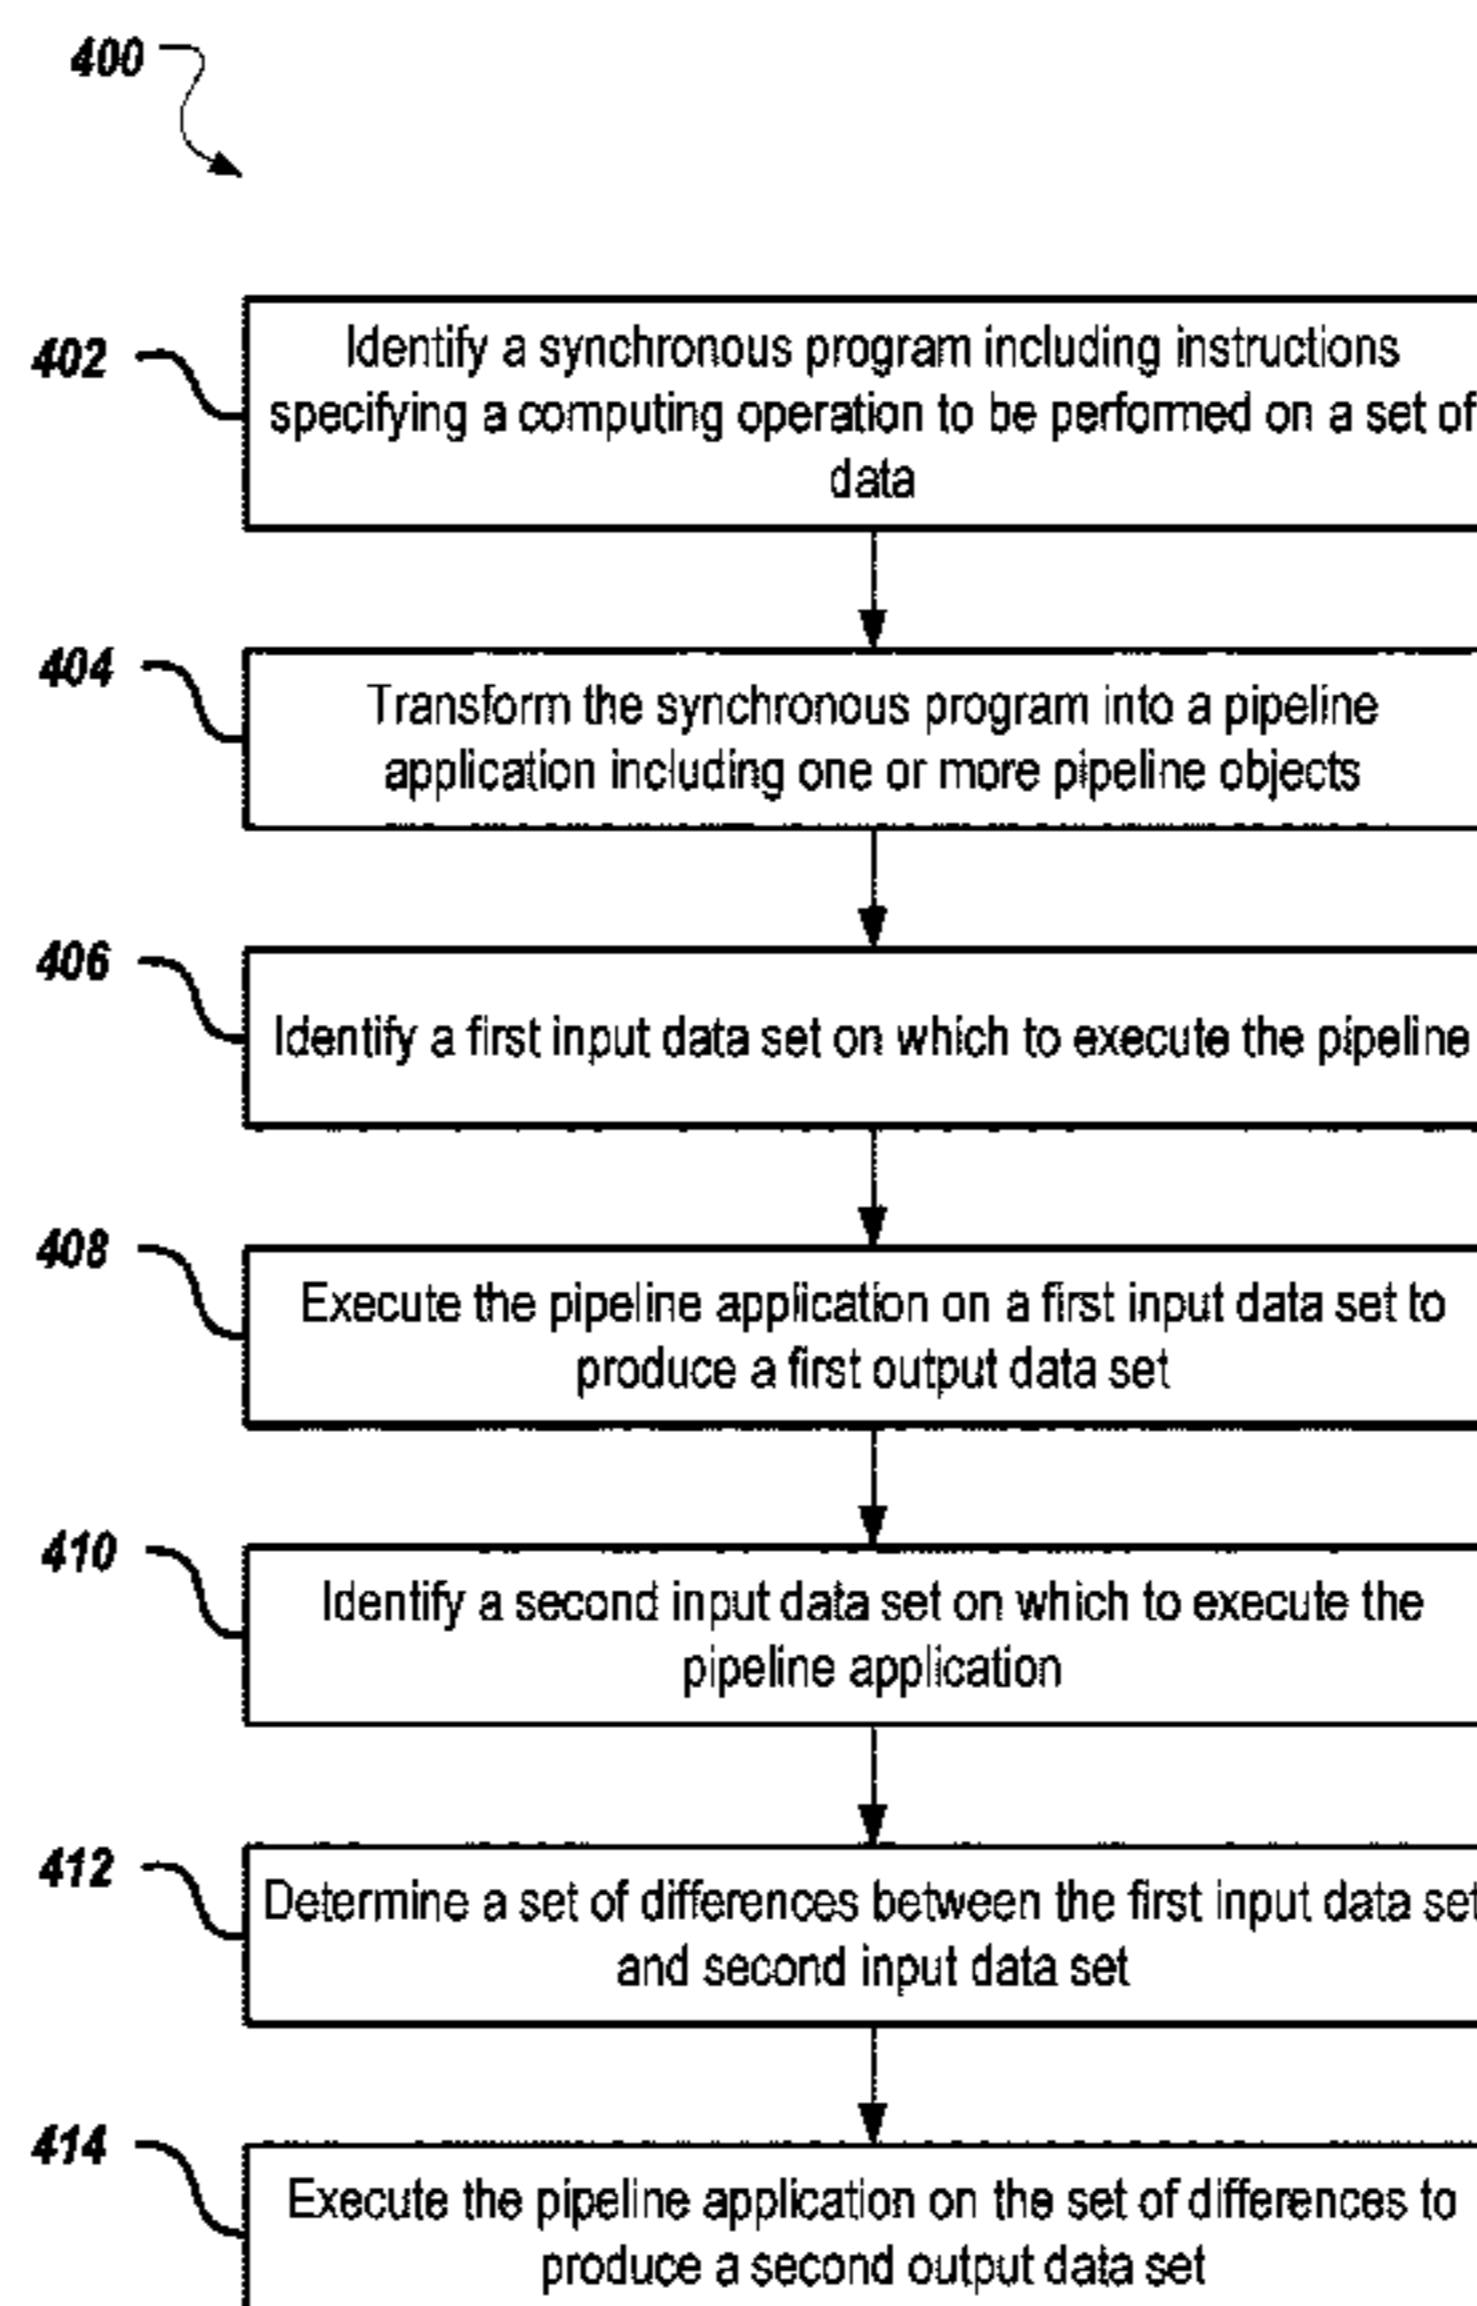 400
402
Identify a synchronous program including instructions
specifying a computing operation to be performed on a set of
data
404
Transform the synchronous program into a pipeline
application including one or more pipeline objects
406
Identify a first input data set on which to execute the pipeline
408
Execute the pipeline application on a first input data set to
produce a first output data set
410
Identify a second input data set on which to execute the
pipeline application
412
Determine a set of differences between the first input data set
and second input data set
414
Execute the pipeline application on the set of differences to
produce a second output data set